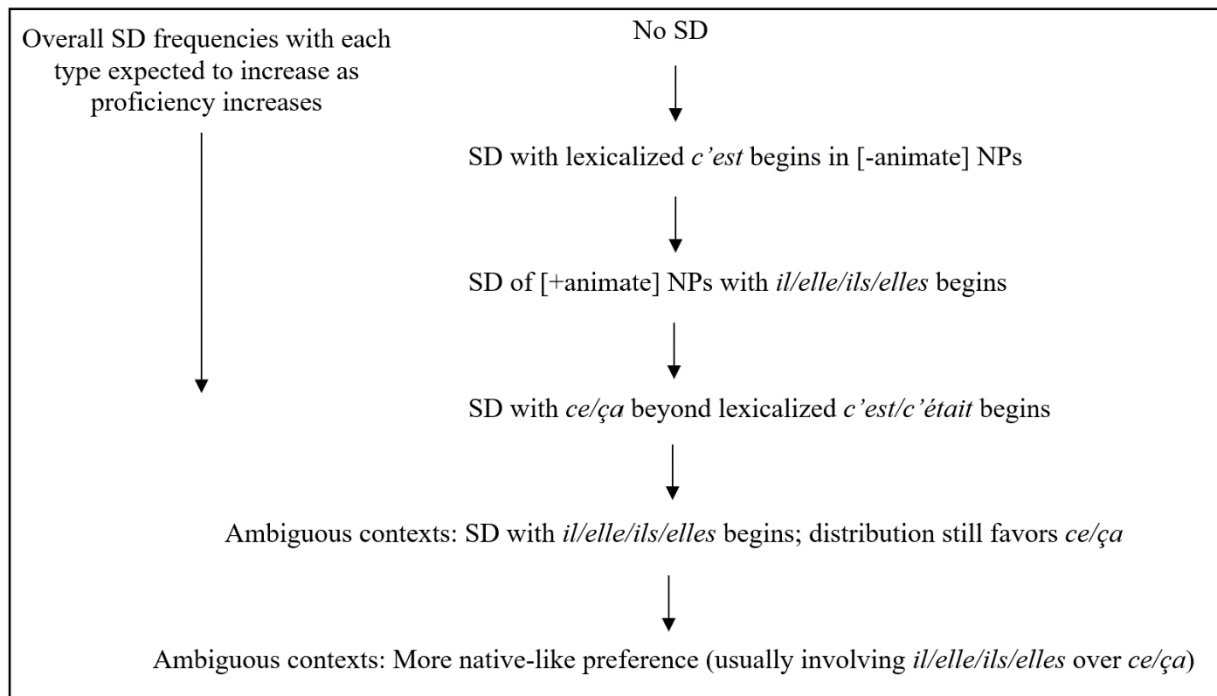 Overall SD frequencies with each
type expected to increase as
proficiency increases
No SD
SD with lexicalized c’est begins in [-animate] NPs
SD of [+animate] NPs with il/elle/ils/elles begins
SD with ce/ça beyond lexicalized c’est/c’était begins
Ambiguous contexts: SD with il/elle/ils/elles begins; distribution still favors ce/ça
Ambiguous contexts: More native-like preference (usually involving il/elle/ils/elles over ce/ça)